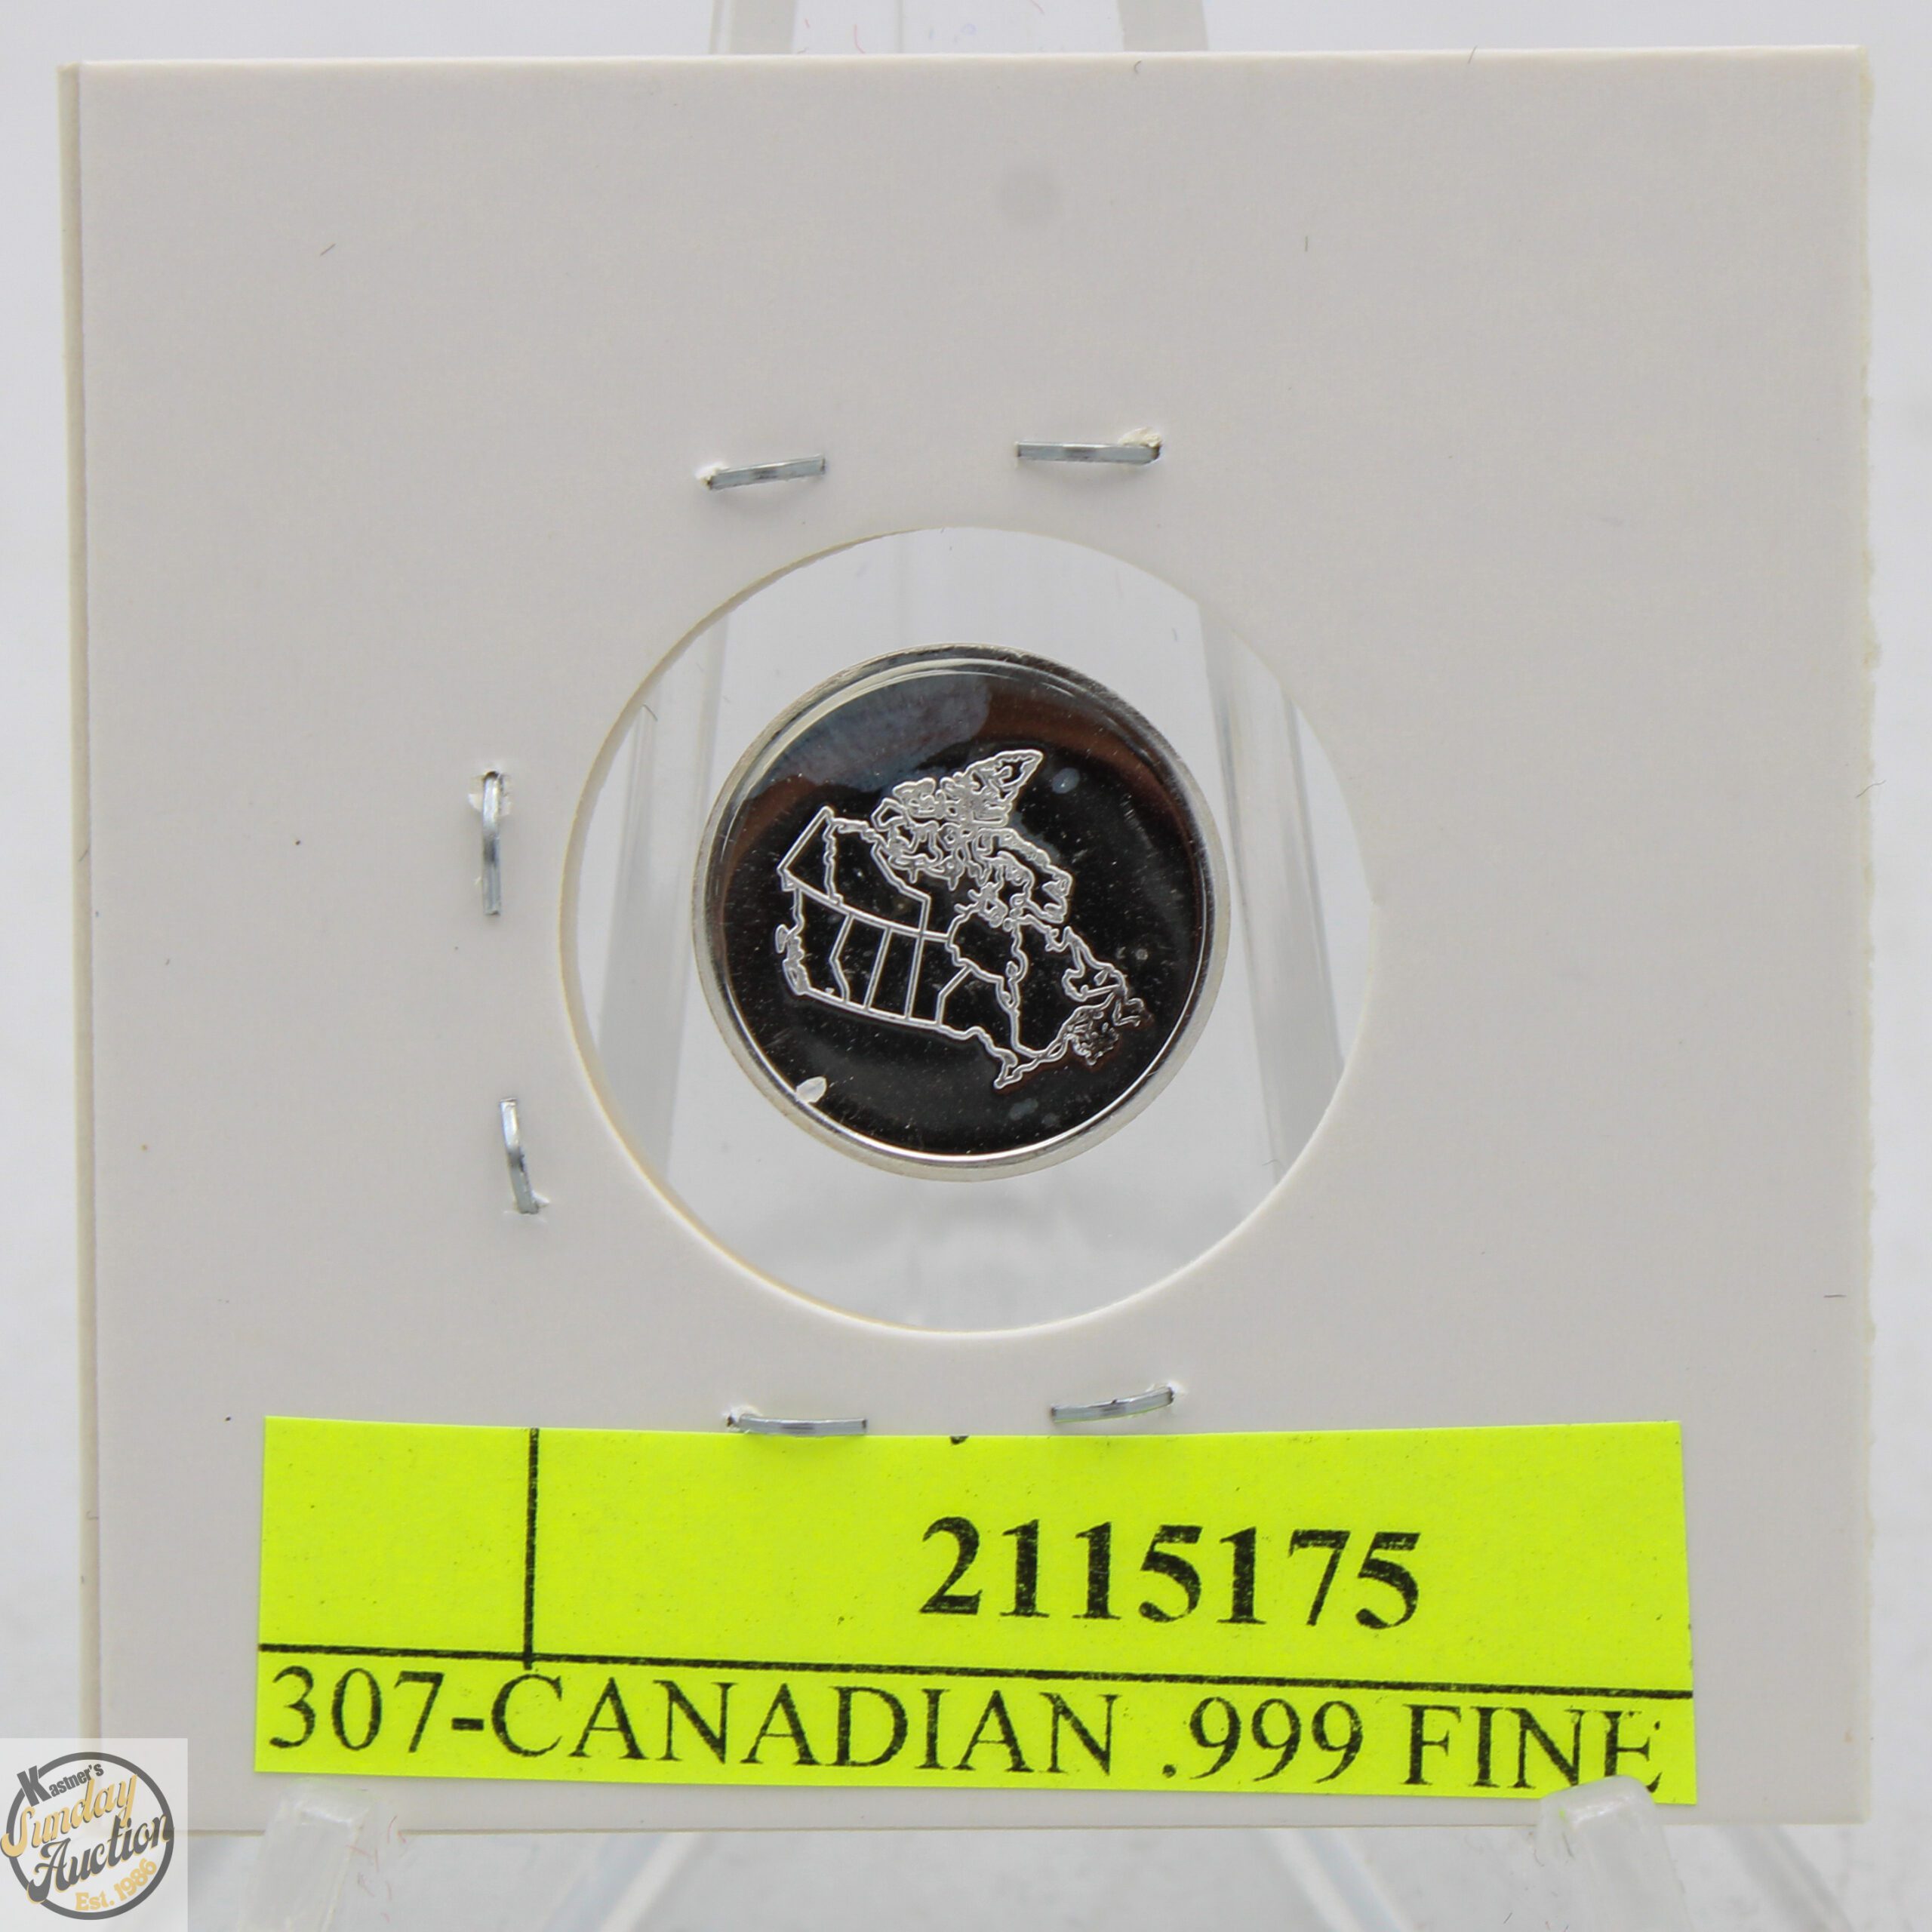 2115175
307-CANADIAN .999 FINE
Kastner's
Sunday
Auction
Est. 1986